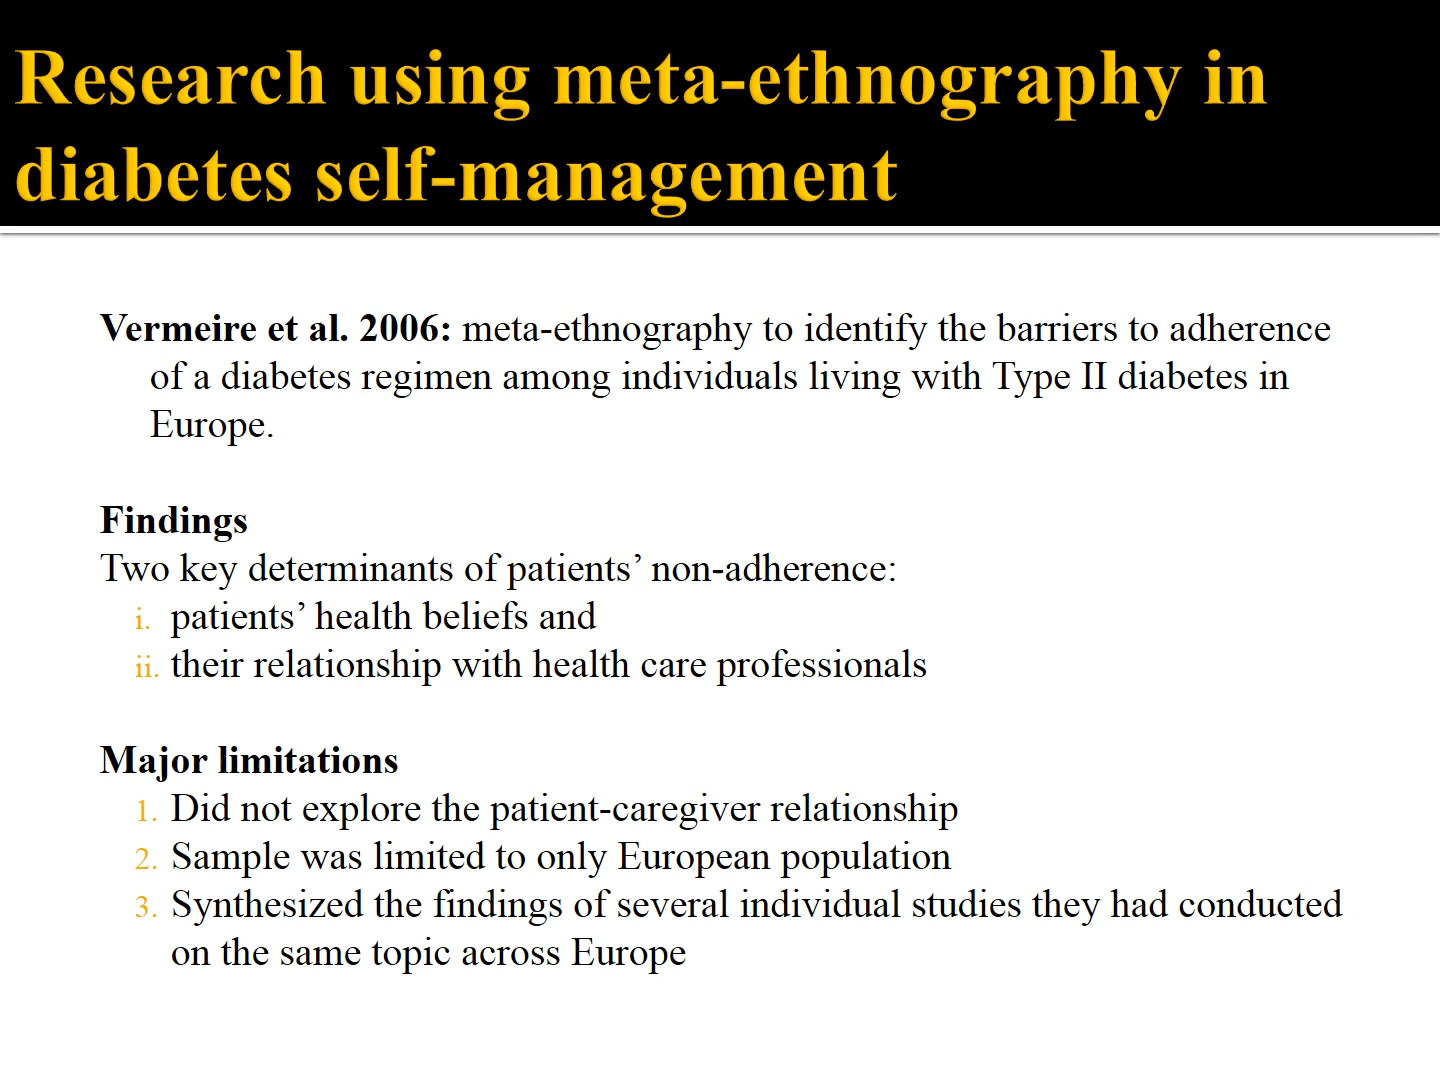 Research using meta-ethnography in
diabetes self-management
Vermeire et al. 2006: meta-ethnography to identify the barriers to adherence
of a diabetes regimen among individuals living with Type II diabetes in
Europe.
Findings
Two key determinants of patients’ non-adherence:
i. patients’ health beliefs and
ii. their relationship with health care professionals
Major limitations
1. Did not explore the patient-caregiver relationship
2. Sample was limited to only European population
3. Synthesized the findings of several individual studies they had conducted
on the same topic across Europe